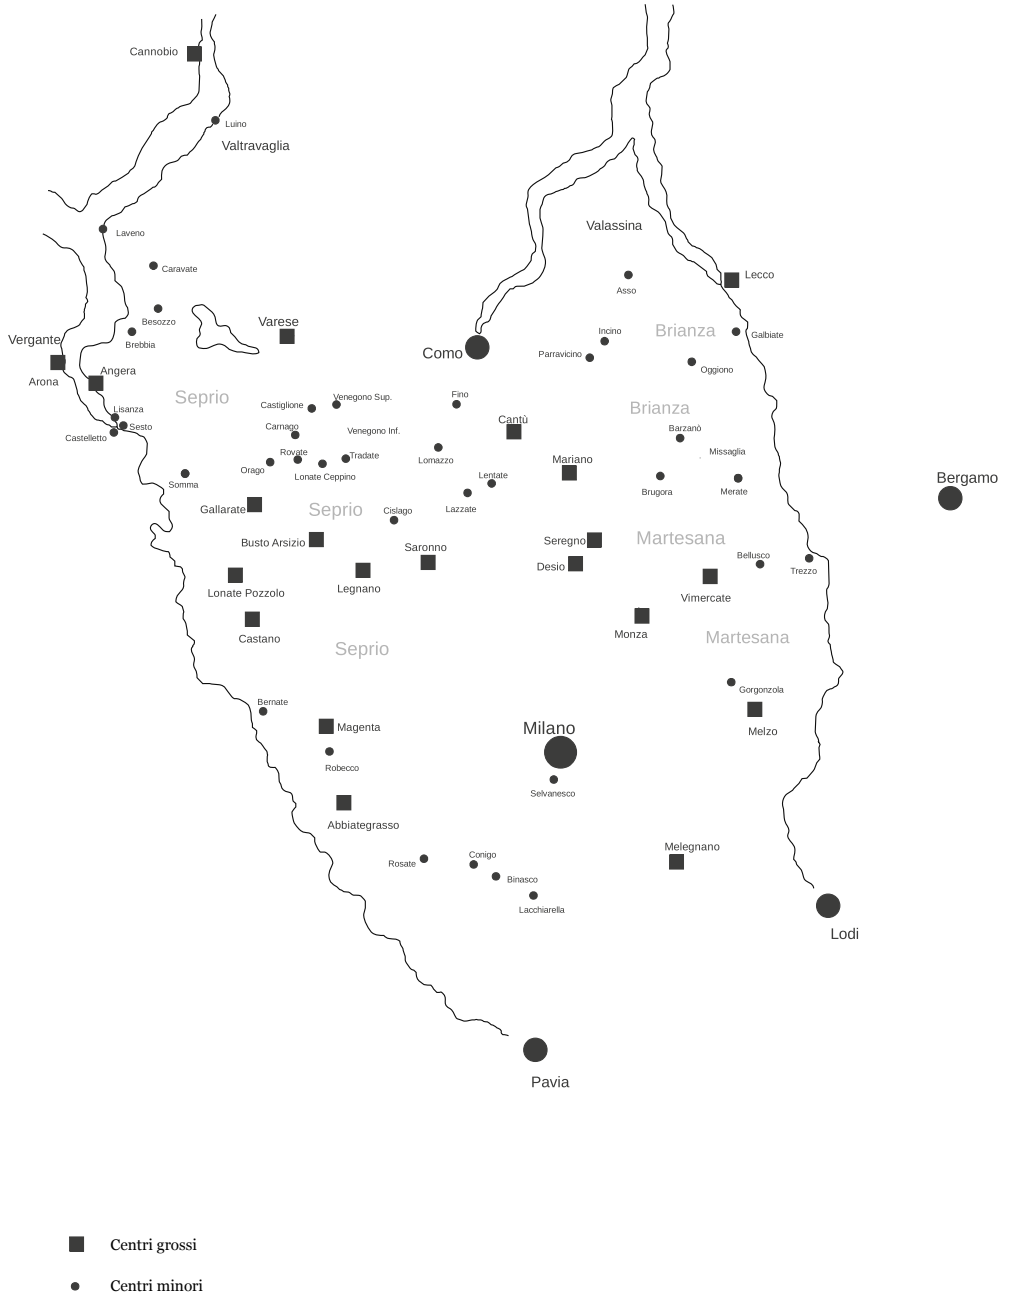 Cannobio
Luino
Valtravaglia
Valassina
Laveno
Caravate
Lecco
Asso
Besozzo
Varese
Incino
Brianza
Galbiate
Vergante
Brebbia
Como
Parravicino
Oggiono
Arona
Angera
Seprio
Castiglione
Venegono Sup.
Fino
Brianza
Lisanza
Sesto
Castelletto
Carnago
Venegono Inf.
Cantù
Barzanò
Missaglia
Rovate
Tradate
Orago
Lonate Ceppino
Lomazzo
Mariano
Somma
Lentate
Brugora
Merate
Bergamo
Gallarate
Seprio
Cislago
Lazzate
Busto Arsizio
Saronno
Seregno
Martesana
Desio
Bellusco
Trezzo
Lonate Pozzolo
Legnano
Vimercate
Castano
Monza
Martesana
Seprio
Gorgonzola
Bernate
Magenta
Milano
Melzo
Robecco
Selvanesco
Abbiategrasso
Melegnano
Rosate
Conigo
Binasco
Lacchiarella
Lodi
Pavia
Centri grossi
Centri minori